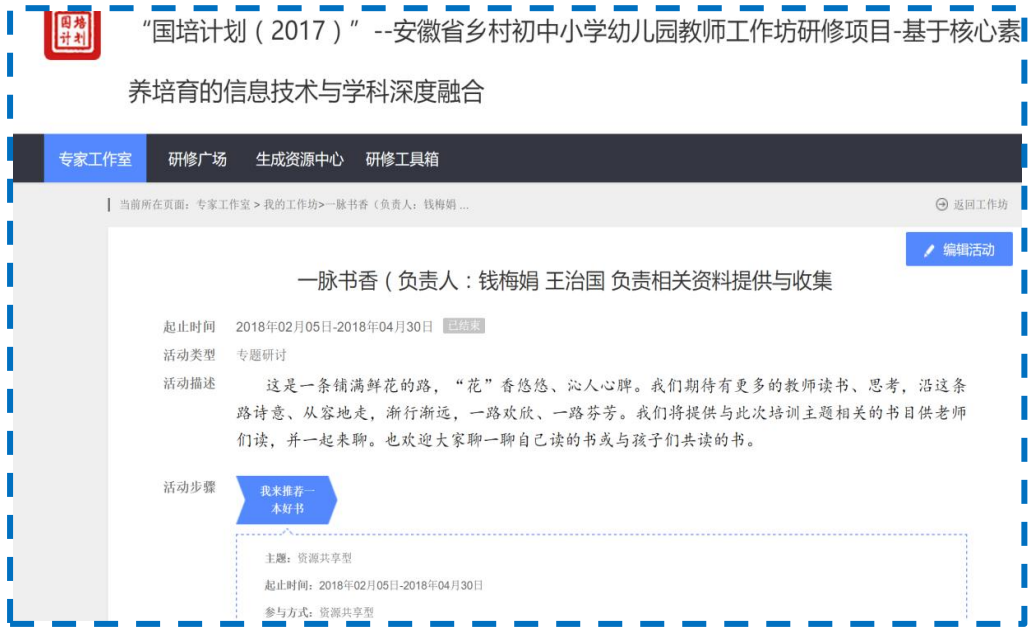 国培
计划
“国培计划（2017）”--安徽省乡村初中小学幼儿园教师工作坊研修项目-基于核心素
养培育的信息技术与学科深度融合
专家工作室 研修广场 生成资源中心 研修工具箱
当前所在页面：专家工作室 > 我的工作坊>一脉书香（负责人：钱梅娟 ... 返回工作坊
编辑活动
一脉书香（负责人：钱梅娟 王治国 负责相关资料提供与收集
起止时间 2018年02月05日-2018年04月30日 已结束
活动类型 专题研讨
活动描述 这是一条铺满鲜花的路，“花”香悠悠、沁人心脾。我们期待有更多的教师读书、思考，沿这条
路诗意、从容地走，渐行渐远，一路欢欣、一路芬芳。我们将提供与此次培训主题相关的书目供老师
们读，并一起来聊。也欢迎大家聊一聊自己读的书或与孩子们共读的书。
活动步骤 我来推荐一
本好书
主题：资源共享型
起止时间：2018年02月05日-2018年04月30日
参与方式：资源共享型